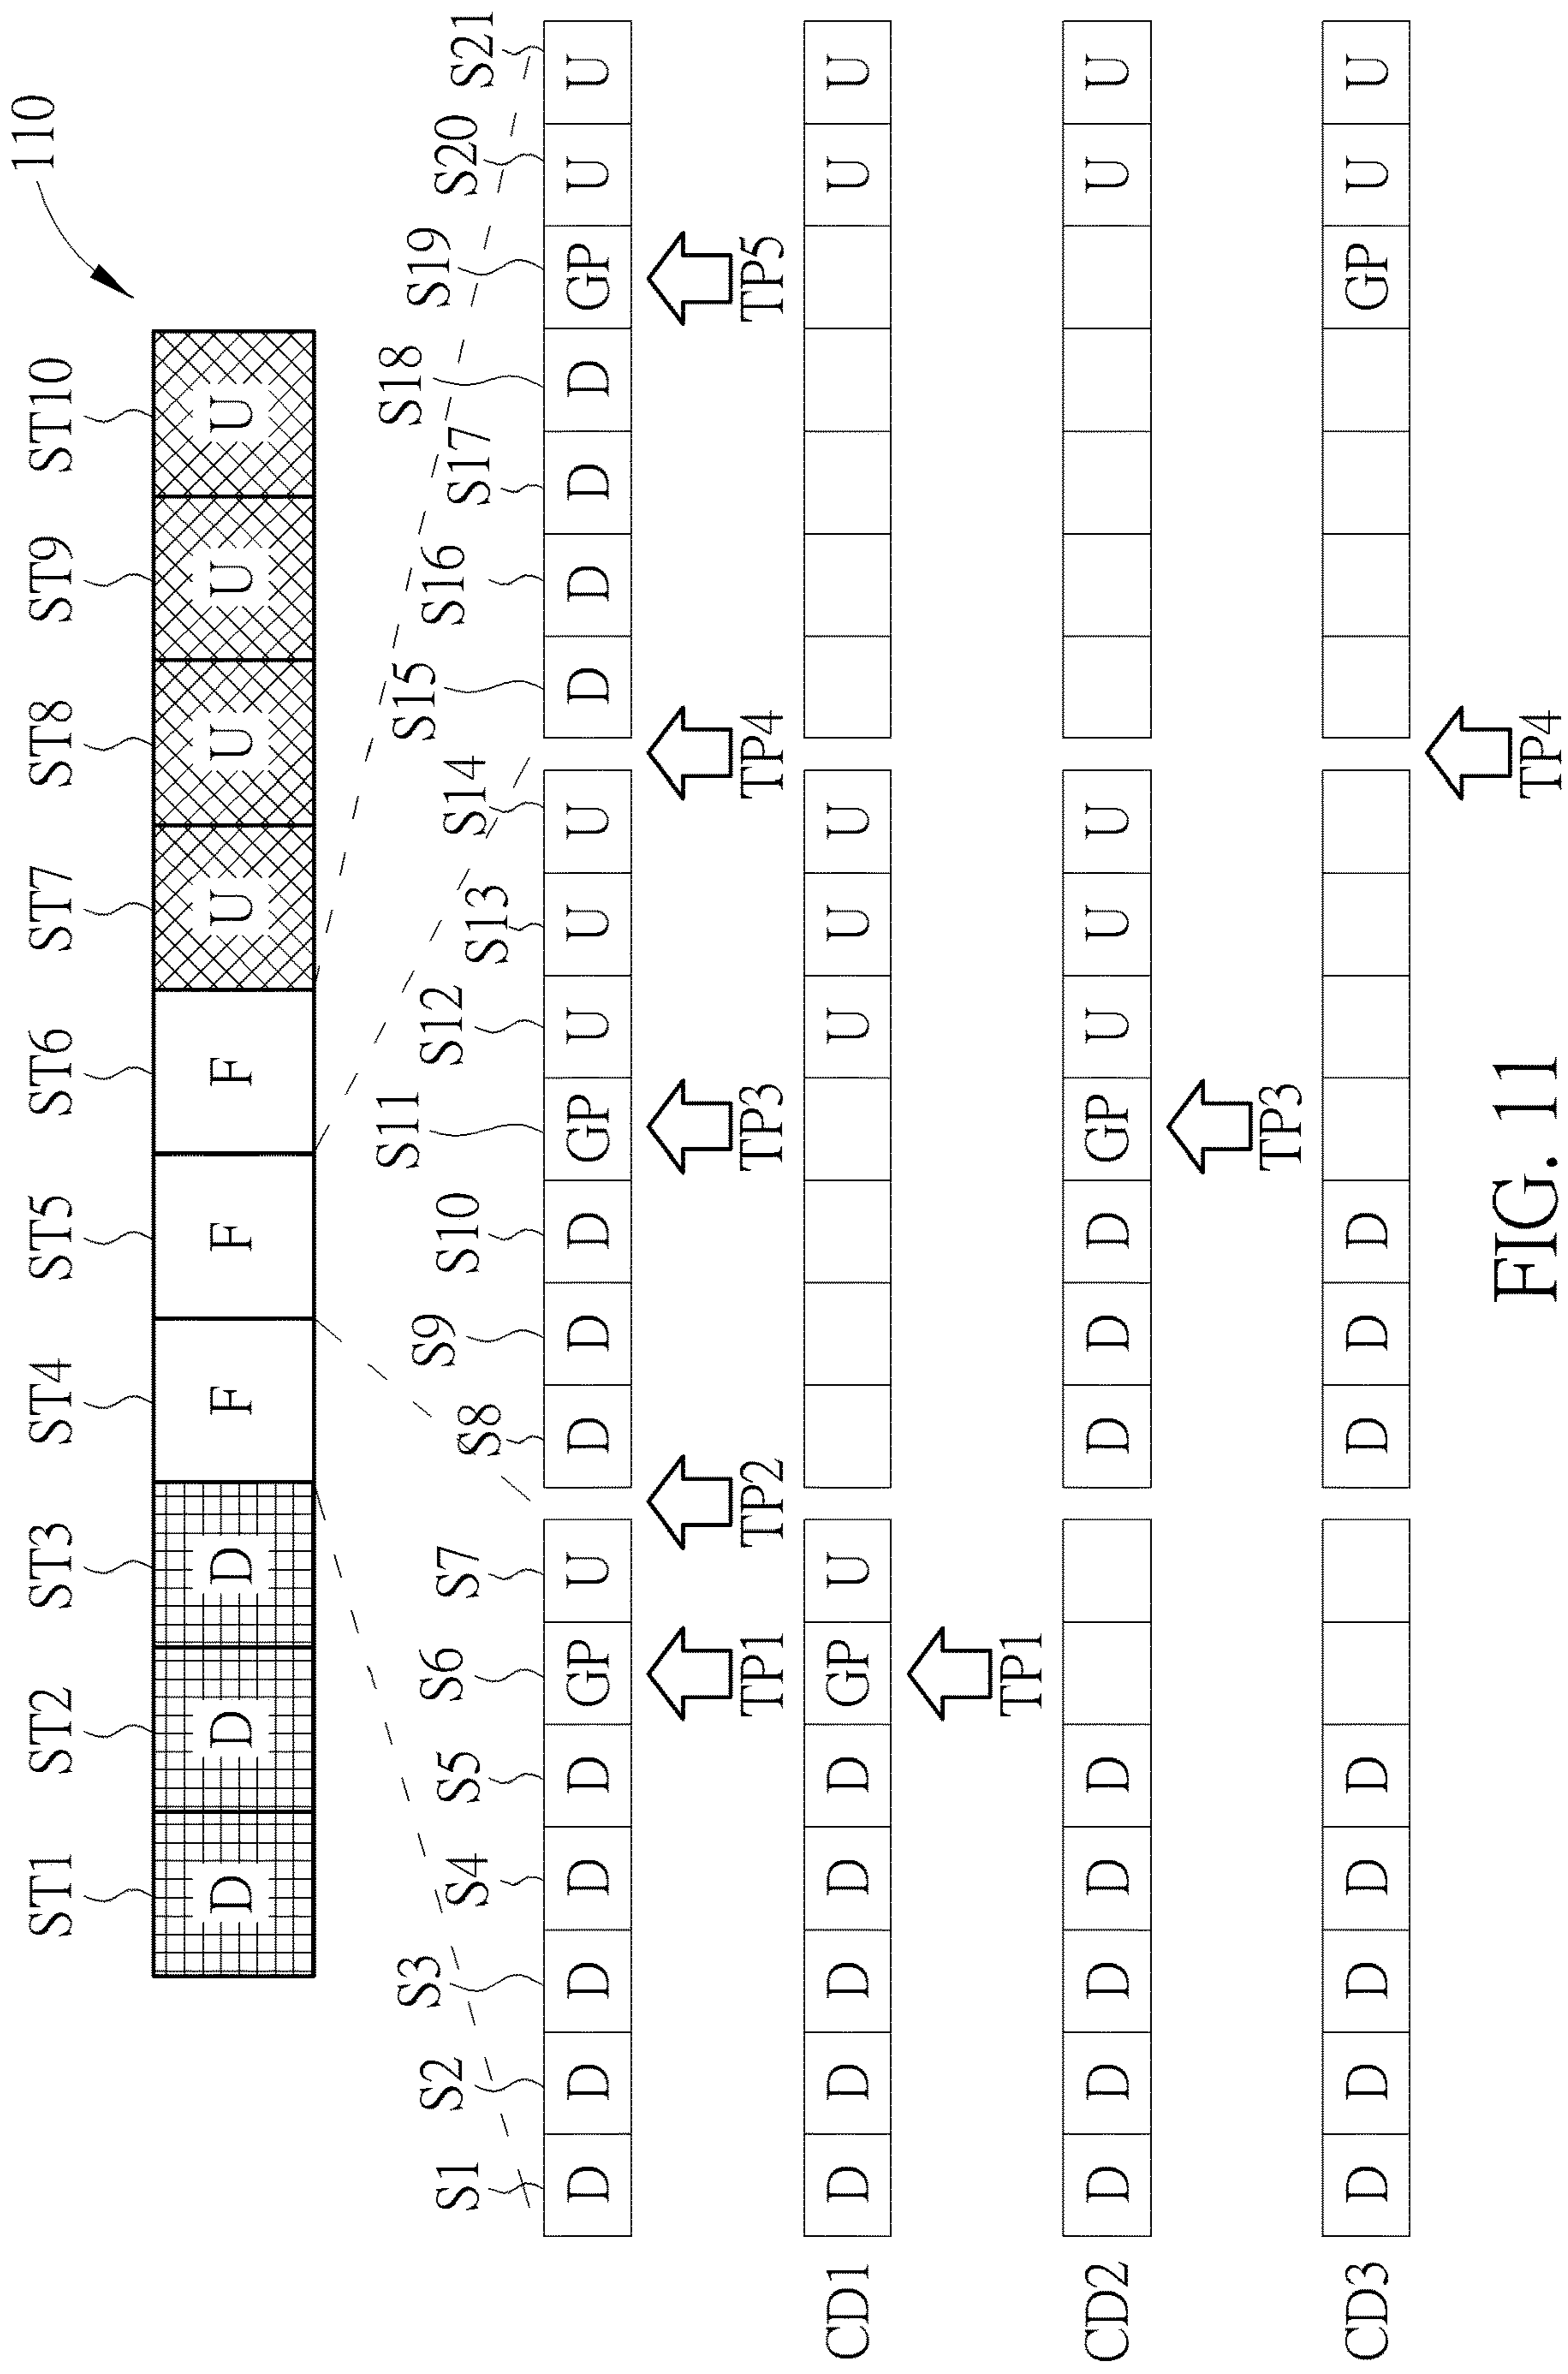 110
ST1 ST2 ST3 ST4 ST5 ST6 ST7 ST8 ST9 ST10
D D D F F F U U U U
S1 S2 S3 S4 S5 S6 S7 S8 S9 S10 S11 S12 S13 S14 S15 S16 S17 S18 S19 S20 S21
D D D D D GP U D D D GP U U U D D D D GP U U
TP1 TP2 TP3 TP4 TP5
CD1 D D D D D GP U U U U U U
TP1
CD2 D D D D D D D D GP U U U U U
TP3
CD3 D D D D D D D D GP U U
TP4
FIG. 11